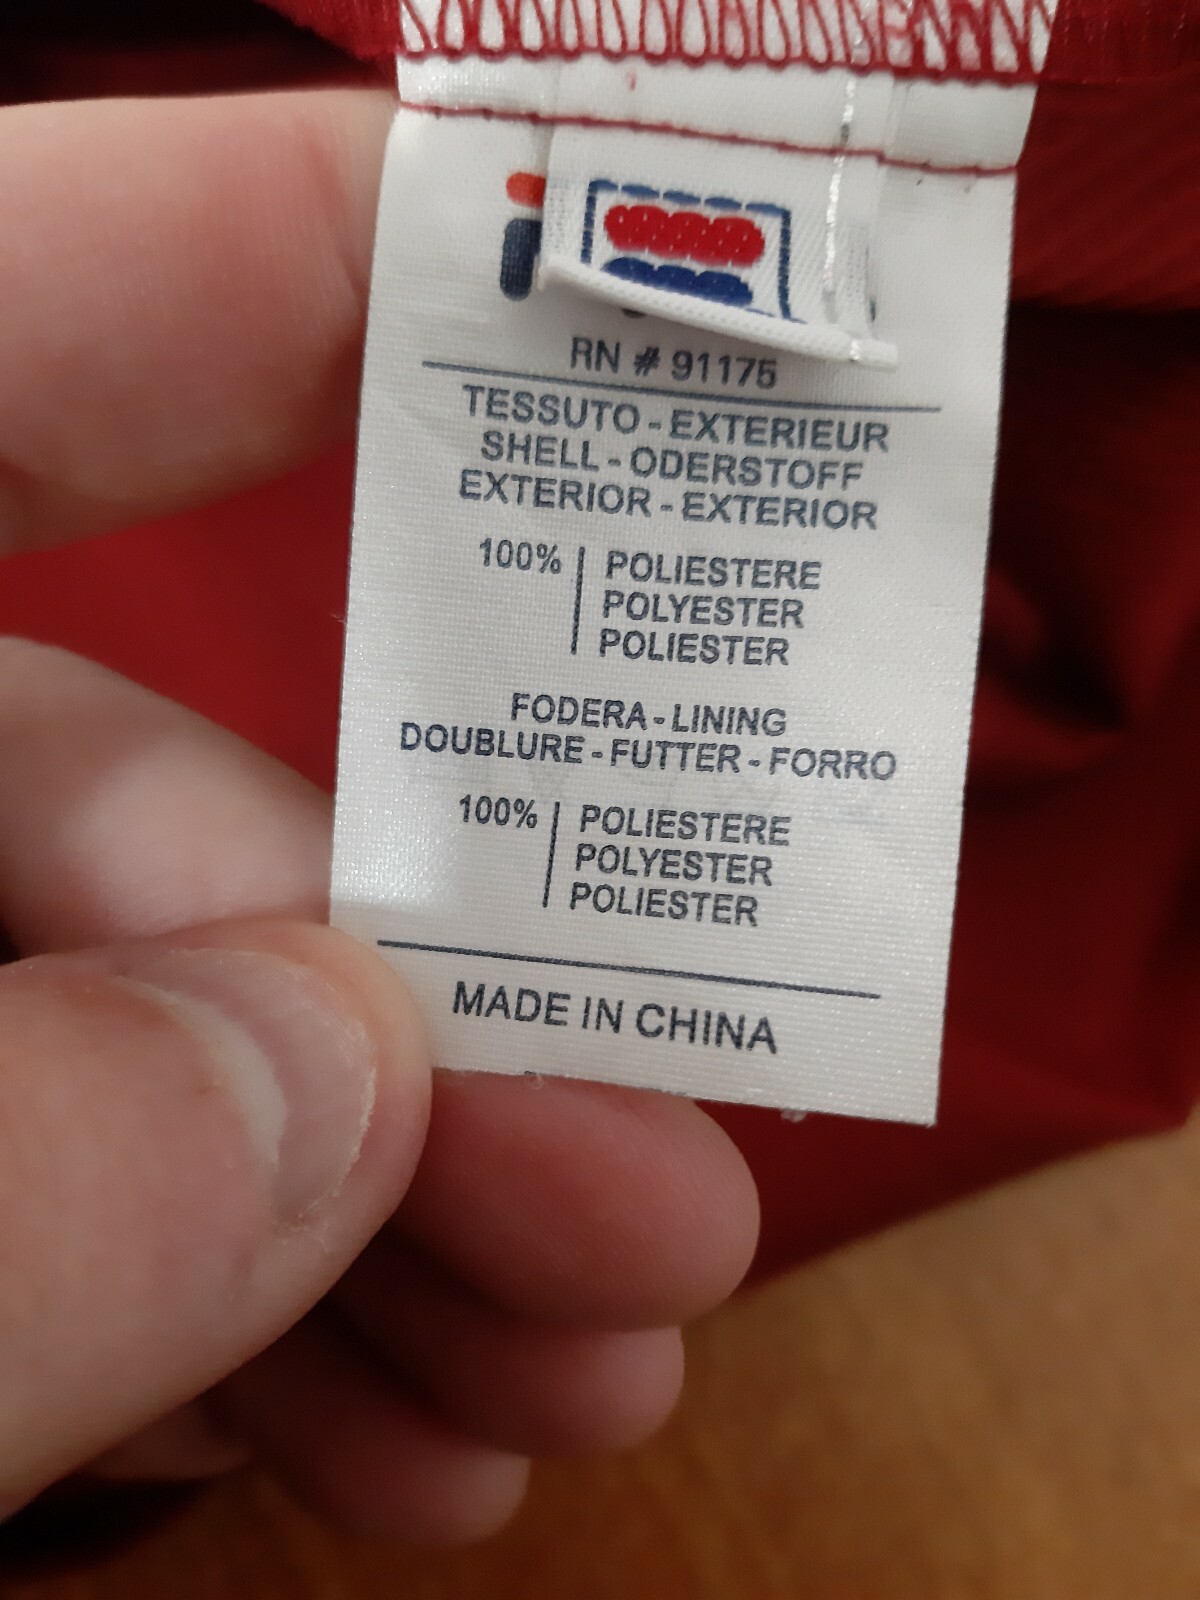 RN # 91175
TESSUTO - EXTERIEUR
SHELL - ODERSTOFF
EXTERIOR - EXTERIOR
100% POLIESTERE
POLYESTER
POLIESTER
FODERA - LINING
DOUBLURE - FUTTER - FORRO
100% POLIESTERE
POLYESTER
POLIESTER
MADE IN CHINA